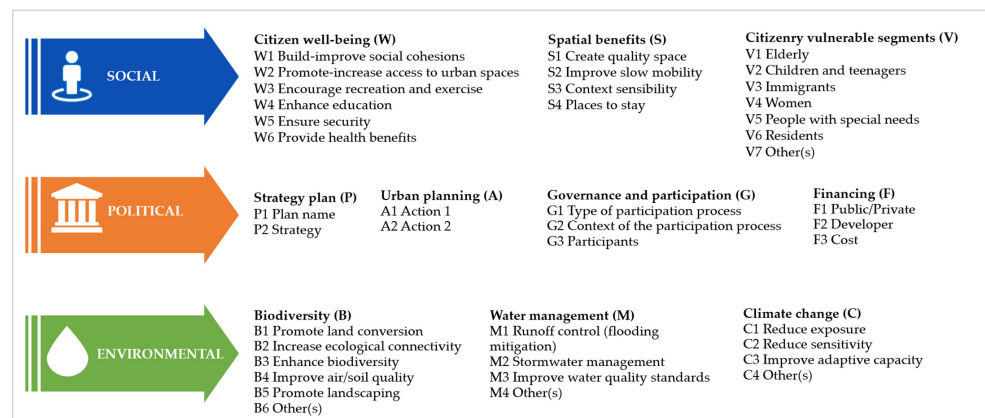 SOCIAL
Citizen well-being (W)
W1 Build-improve social cohesions
W2 Promote-increase access to urban spaces
W3 Encourage recreation and exercise
W4 Enhance education
W5 Ensure security
W6 Provide health benefits
Spatial benefits (S)
S1 Create quality space
S2 Improve slow mobility
S3 Context sensibility
S4 Places to stay
Citizenry vulnerable segments (V)
V1 Elderly
V2 Children and teenagers
V3 Immigrants
V4 Women
V5 People with special needs
V6 Residents
V7 Other(s)
POLITICAL
Strategy plan (P)
P1 Plan name
P2 Strategy
Urban planning (A)
A1 Action 1
A2 Action 2
Governance and participation (G)
G1 Type of participation process
G2 Context of the participation process
G3 Participants
Financing (F)
F1 Public/Private
F2 Developer
F3 Cost
ENVIRONMENTAL
Biodiversity (B)
B1 Promote land conversion
B2 Increase ecological connectivity
B3 Enhance biodiversity
B4 Improve air/soil quality
B5 Promote landscaping
B6 Other(s)
Water management (M)
M1 Runoff control (flooding
mitigation)
M2 Stormwater management
M3 Improve water quality standards
M4 Other(s)
Climate change (C)
C1 Reduce exposure
C2 Reduce sensitivity
C3 Improve adaptive capacity
C4 Other(s)